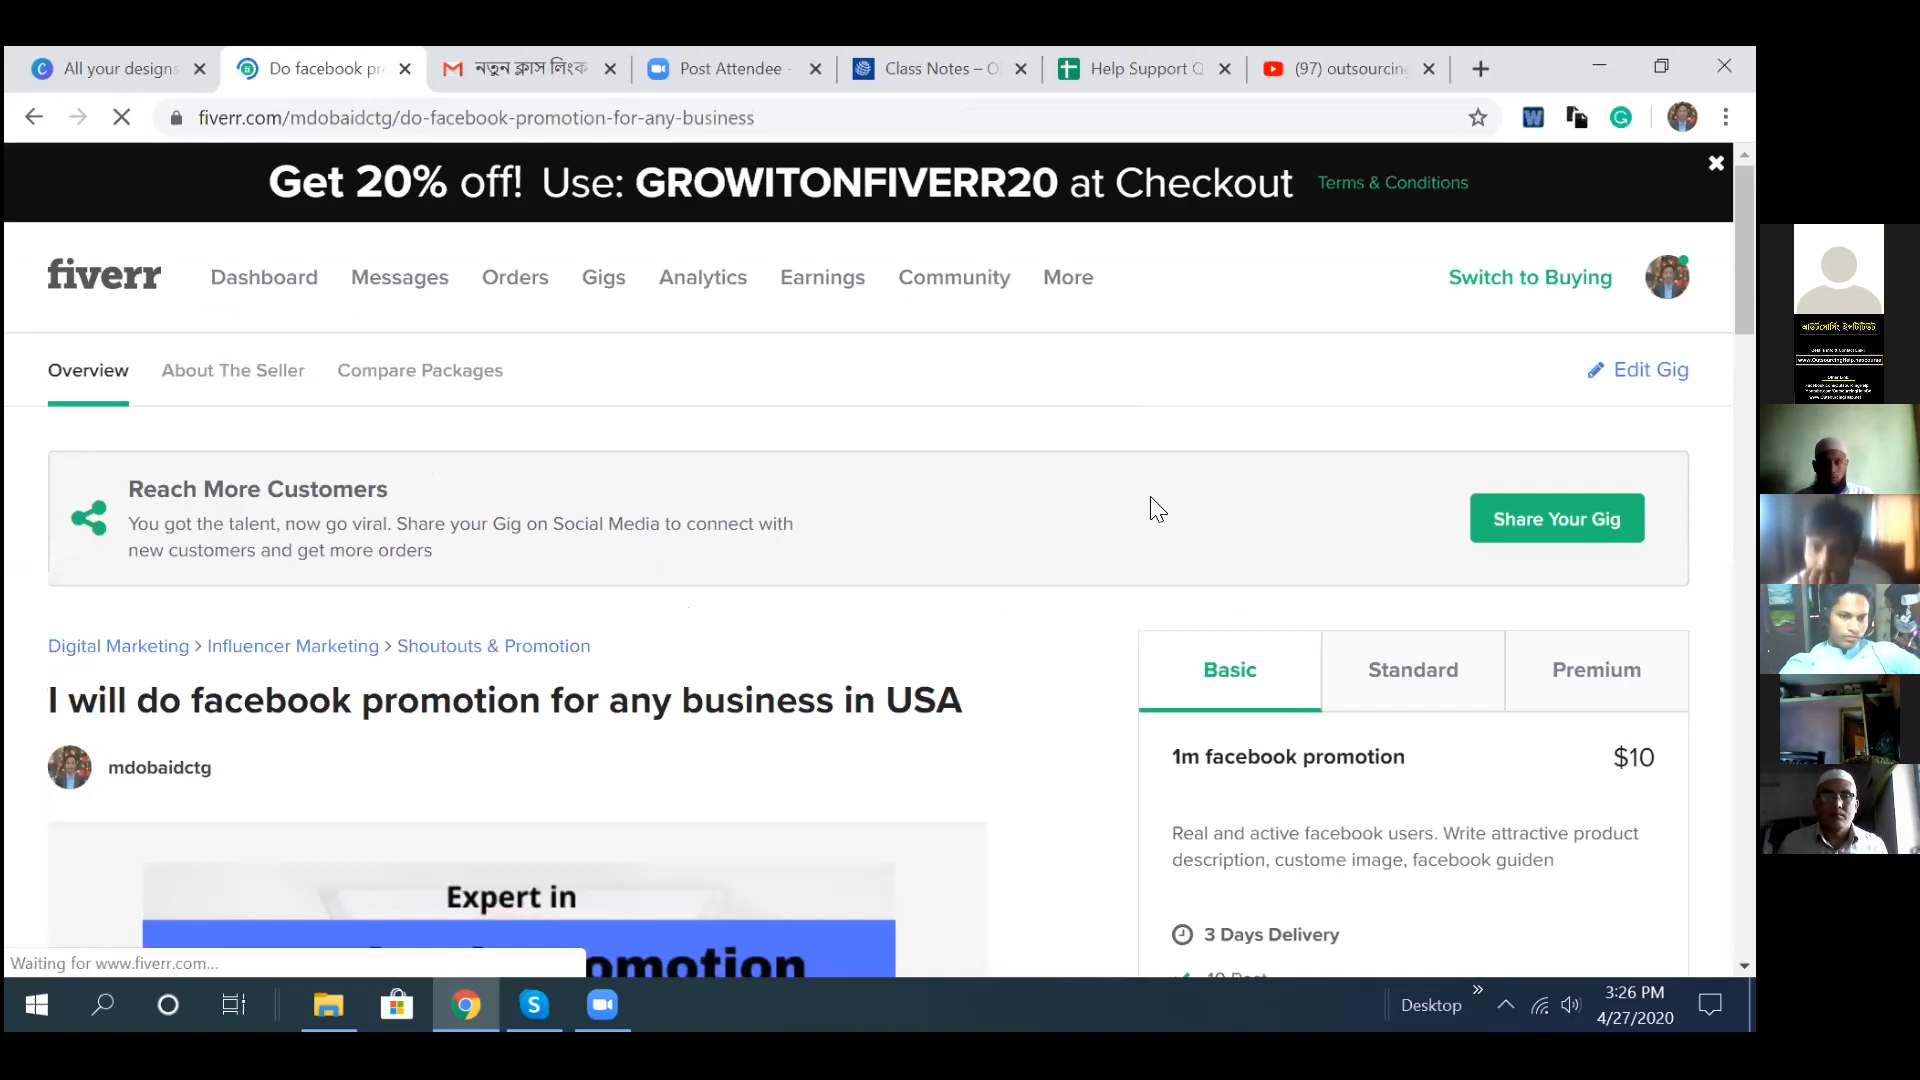 All your designs
Do facebook pr
নতুন ক্লাস লিংক
Post Attendee -
Class Notes – O
Help Support Q
(97) outsourcing
fiverr.com/mdobaidctg/do-facebook-promotion-for-any-business
Get 20% off! Use: GROWITONFIVERR20 at Checkout
Terms & Conditions
fiverr
Dashboard
Messages
Orders
Gigs
Analytics
Earnings
Community
More
Switch to Buying
Overview
About The Seller
Compare Packages
Edit Gig
Reach More Customers
You got the talent, now go viral. Share your Gig on Social Media to connect with
new customers and get more orders
Share Your Gig
Digital Marketing > Influencer Marketing > Shoutouts & Promotion
I will do facebook promotion for any business in USA
mdobaidctg
Basic
Standard
Premium
1m facebook promotion
$10
Real and active facebook users. Write attractive product
description, custome image, facebook guiden
3 Days Delivery
Expert in
omotion
Waiting for www.fiverr.com...
Desktop
3:26 PM
4/27/2020
আউটসোর্সিং ইন্সটিটিউট